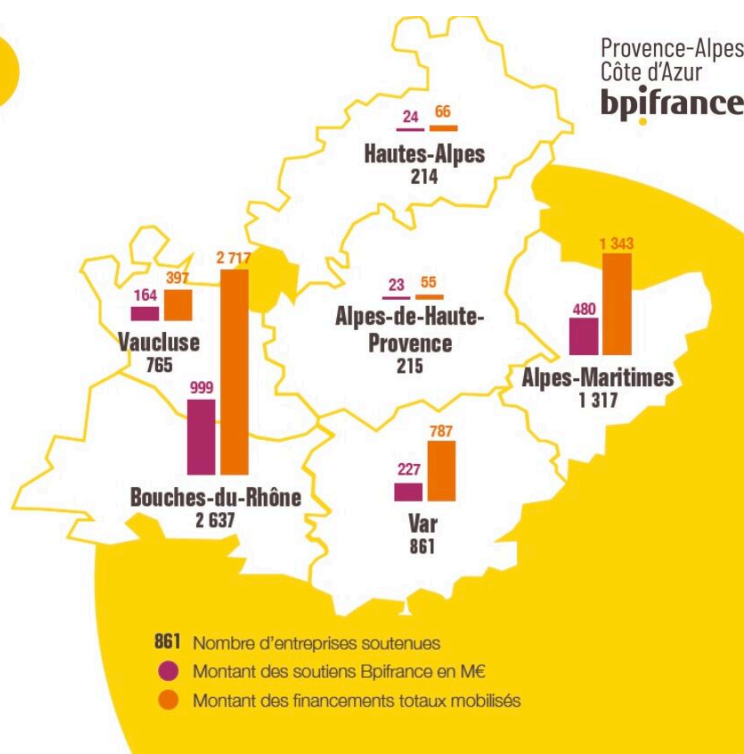 Provence-Alpes
Côte d'Azur
bpifrance
24 66
Hautes-Alpes
214
2 717
164 397
Vaucluse
765
23 55
Alpes-de-Haute-
Provence
215
1 343
480
Alpes-Maritimes
1 317
999
Bouches-du-Rhône
2 637
787
227
Var
861
861 Nombre d'entreprises soutenues
Montant des soutiens Bpifrance en M€
Montant des financements totaux mobilisés